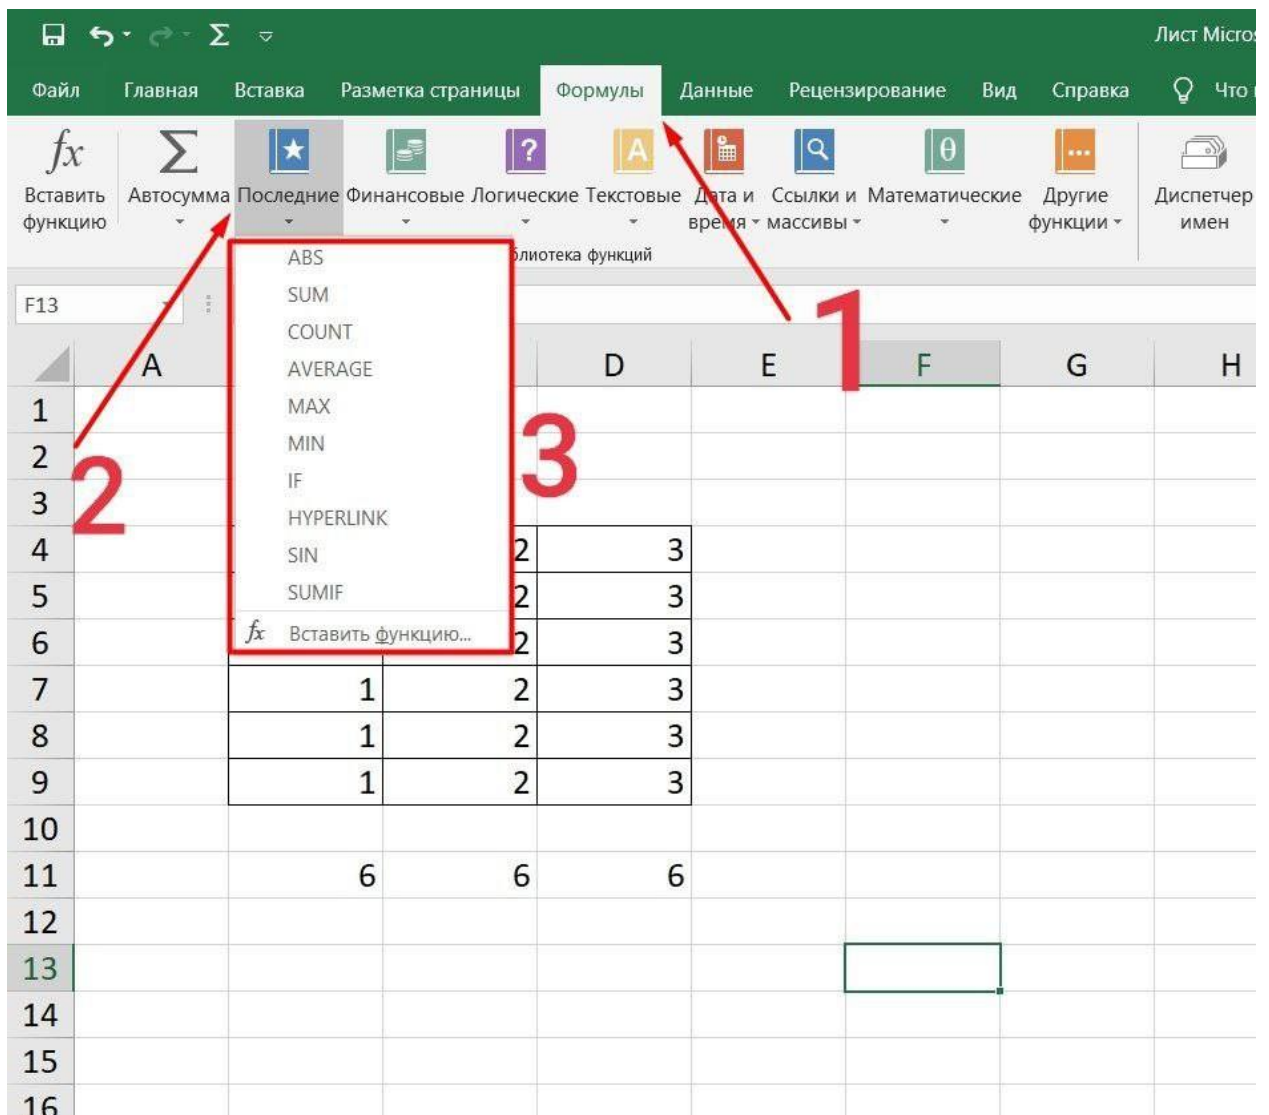 Лист Micros
Файл Главная Вставка Разметка страницы Формулы Данные Рецензирование Вид Справка Что
Вставить функцию Автосумма Последние Финансовые Логические Текстовые Дата и время Ссылки и массивы Математические Другие функции Диспетчер имен
блиотека функций
F13
A D E F G H
ABS
SUM
COUNT
AVERAGE
MAX
MIN
IF
HYPERLINK
SIN
SUMIF
fx Вставить функцию...
1
2
3
1
2
3
4 2 3
5 2 3
6 2 3
7 1 2 3
8 1 2 3
9 1 2 3
10
11 6 6 6
12
13
14
15
16